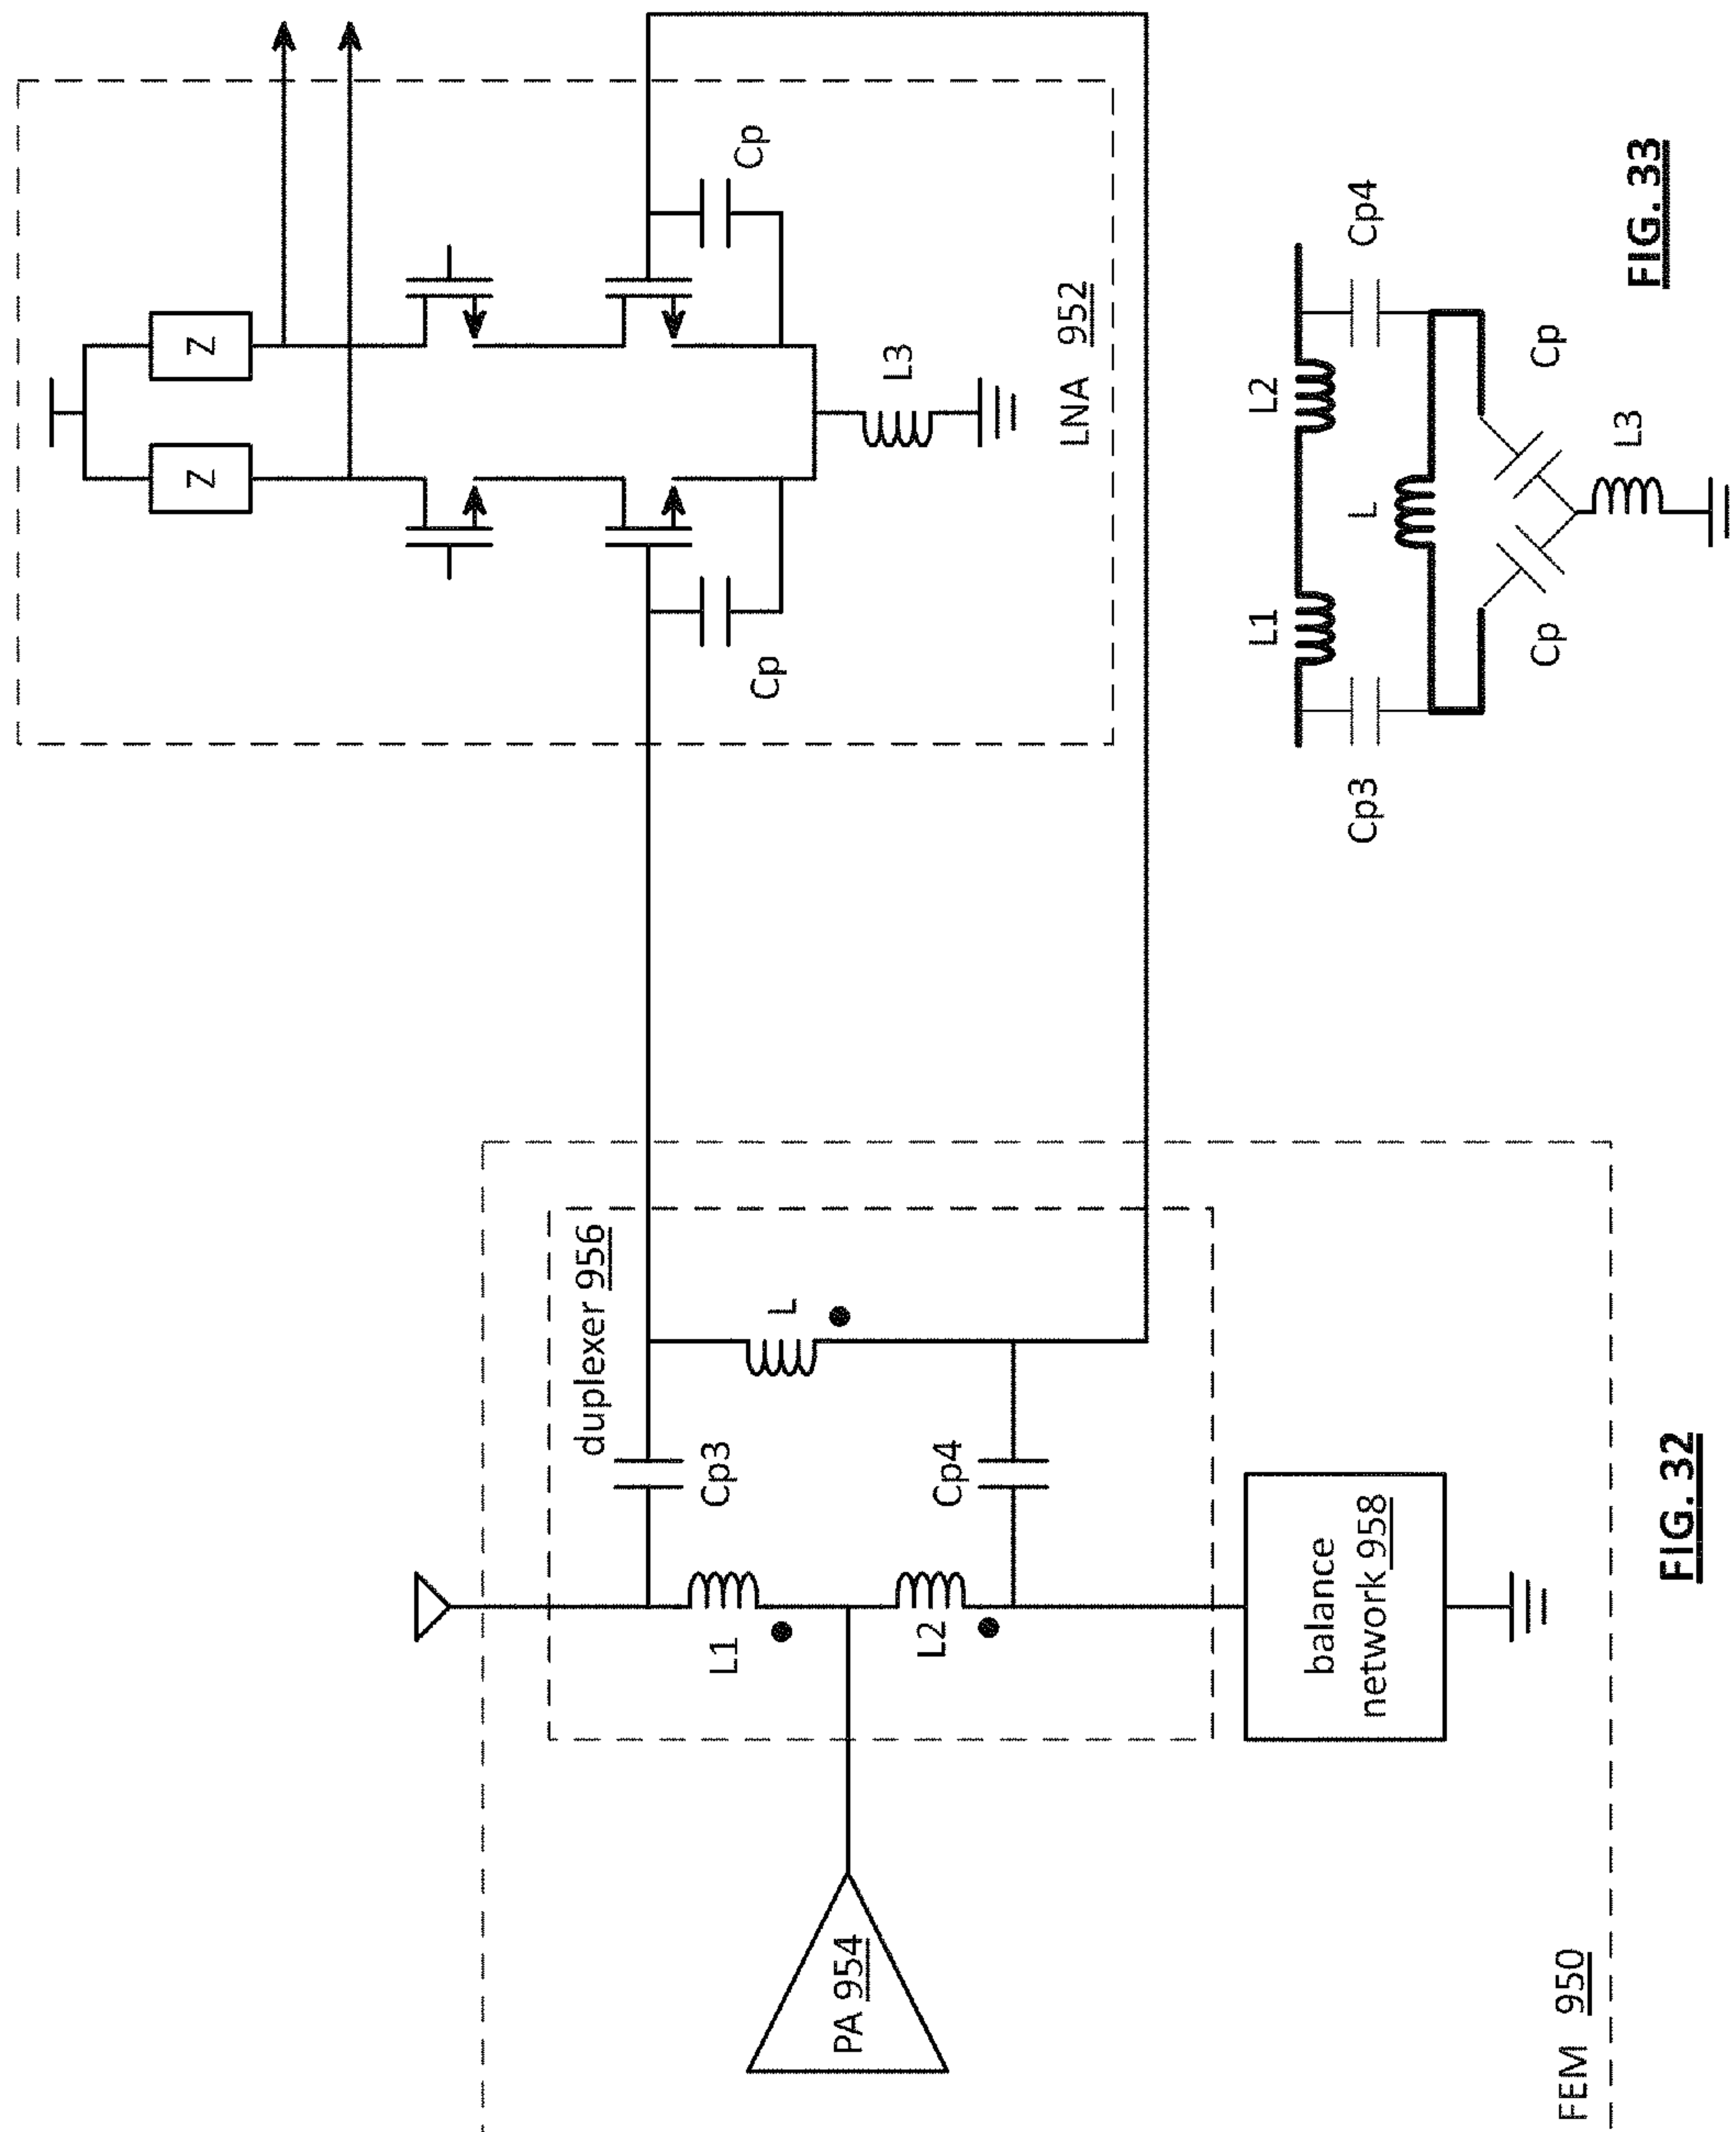 FEM 950
PA 954
duplexer 956
L1
L2
Cp3
Cp4
L
balance
network 958
LNA 952
Z
Z
Cp
Cp
L3
FIG. 32
L1
L2
Cp3
Cp4
L
Cp
Cp
L3
FIG. 33